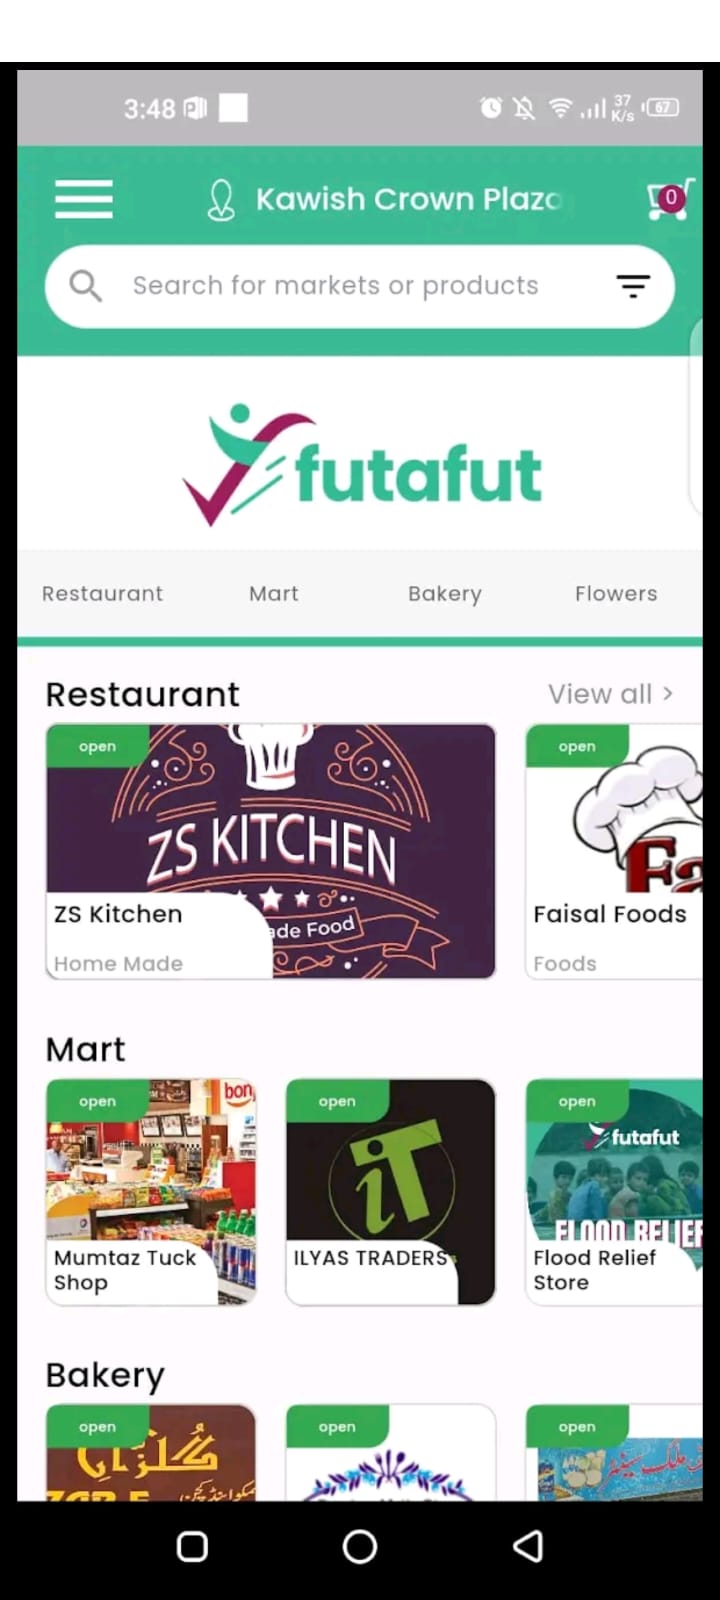 3:48
37
K/s
67
Kawish Crown Plaza
0
Search for markets or products
futafut
Restaurant Mart Bakery Flowers
Restaurant View all >
open
open
ZS KITCHEN
ade Food
Fa
ZS Kitchen
Home Made
Faisal Foods
Foods
Mart
open
open
open
bon
iT
futafut
FLOOD RELIEF
Mumtaz Tuck
Shop
ILYAS TRADERS
Flood Relief
Store
Bakery
open
open
open
گلزار